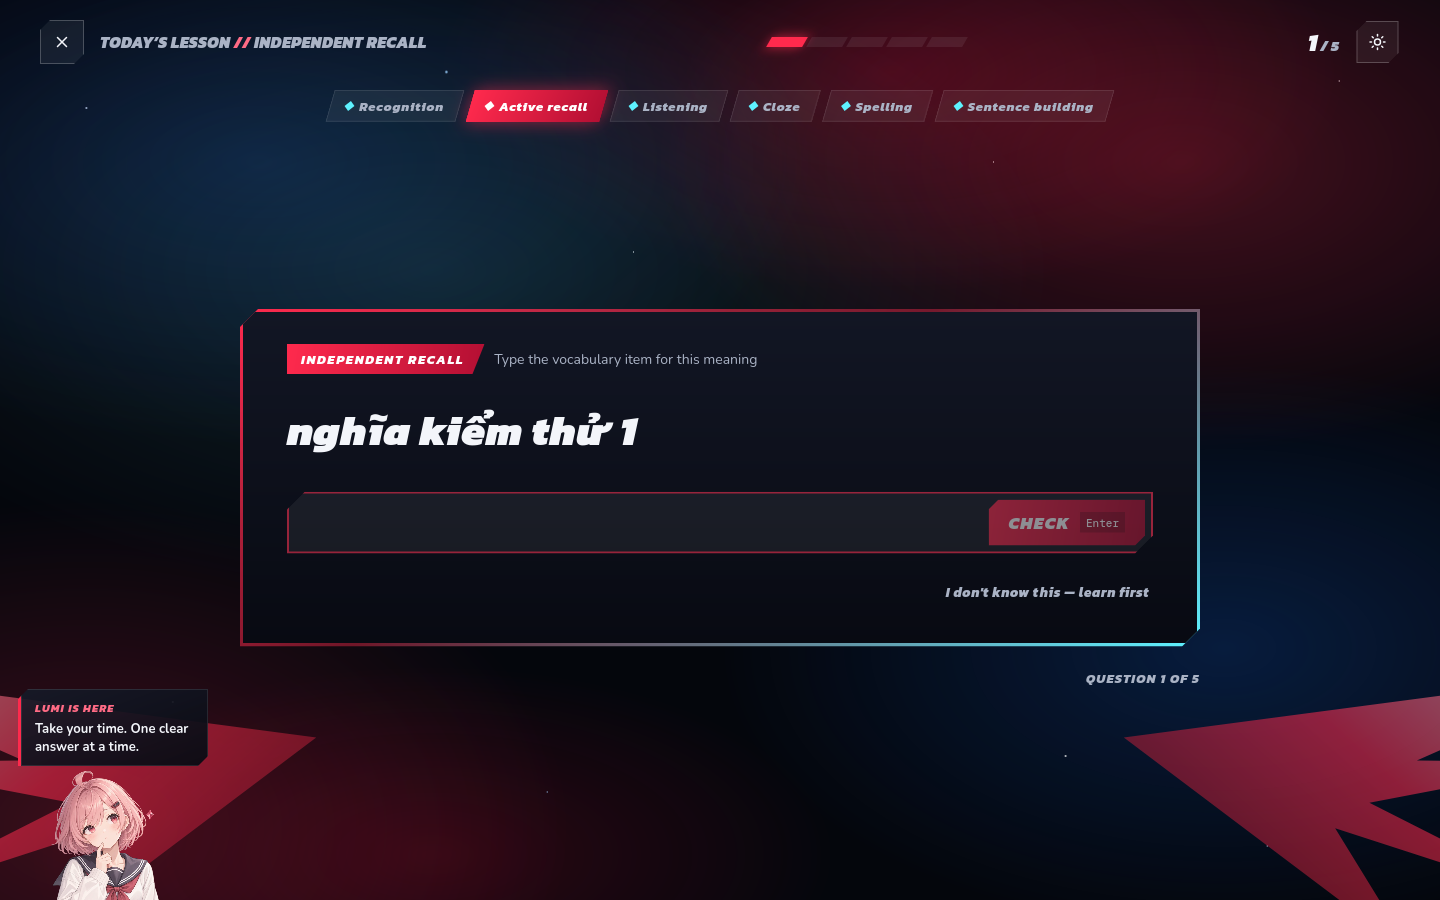 TODAY'S LESSON // INDEPENDENT RECALL
1 / 5
Recognition
Active recall
Listening
Cloze
Spelling
Sentence building
INDEPENDENT RECALL Type the vocabulary item for this meaning
nghĩa kiểm thử 1
CHECK Enter
I don't know this — learn first
QUESTION 1 OF 5
LUMI IS HERE
Take your time. One clear
answer at a time.